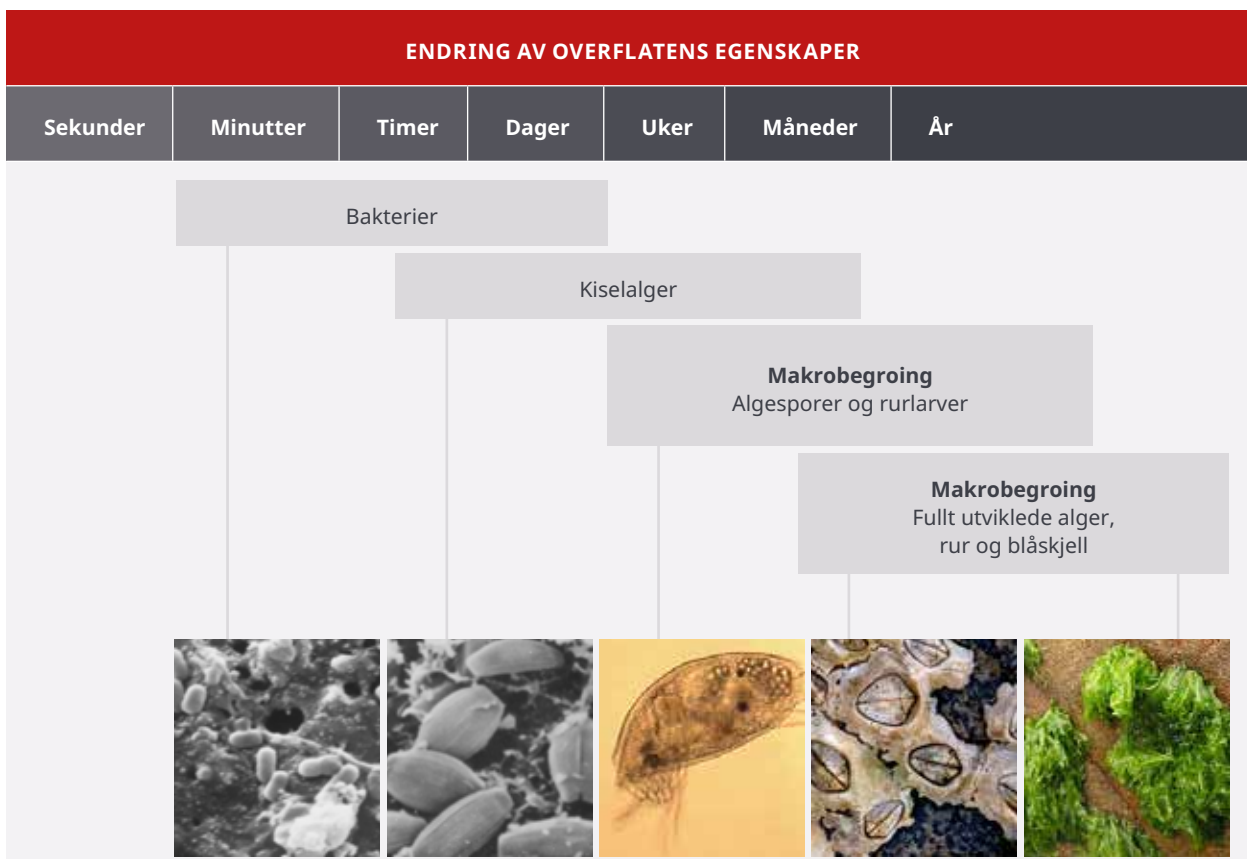 ENDRING AV OVERFLATENS EGENSKAPER
Sekunder Minutter Timer Dager Uker Måneder År
Bakterier
Kiselalger
Makrobegroing
Algesporer og rurlarver
Makrobegroing
Fullt utviklede alger,
rur og blåskjell